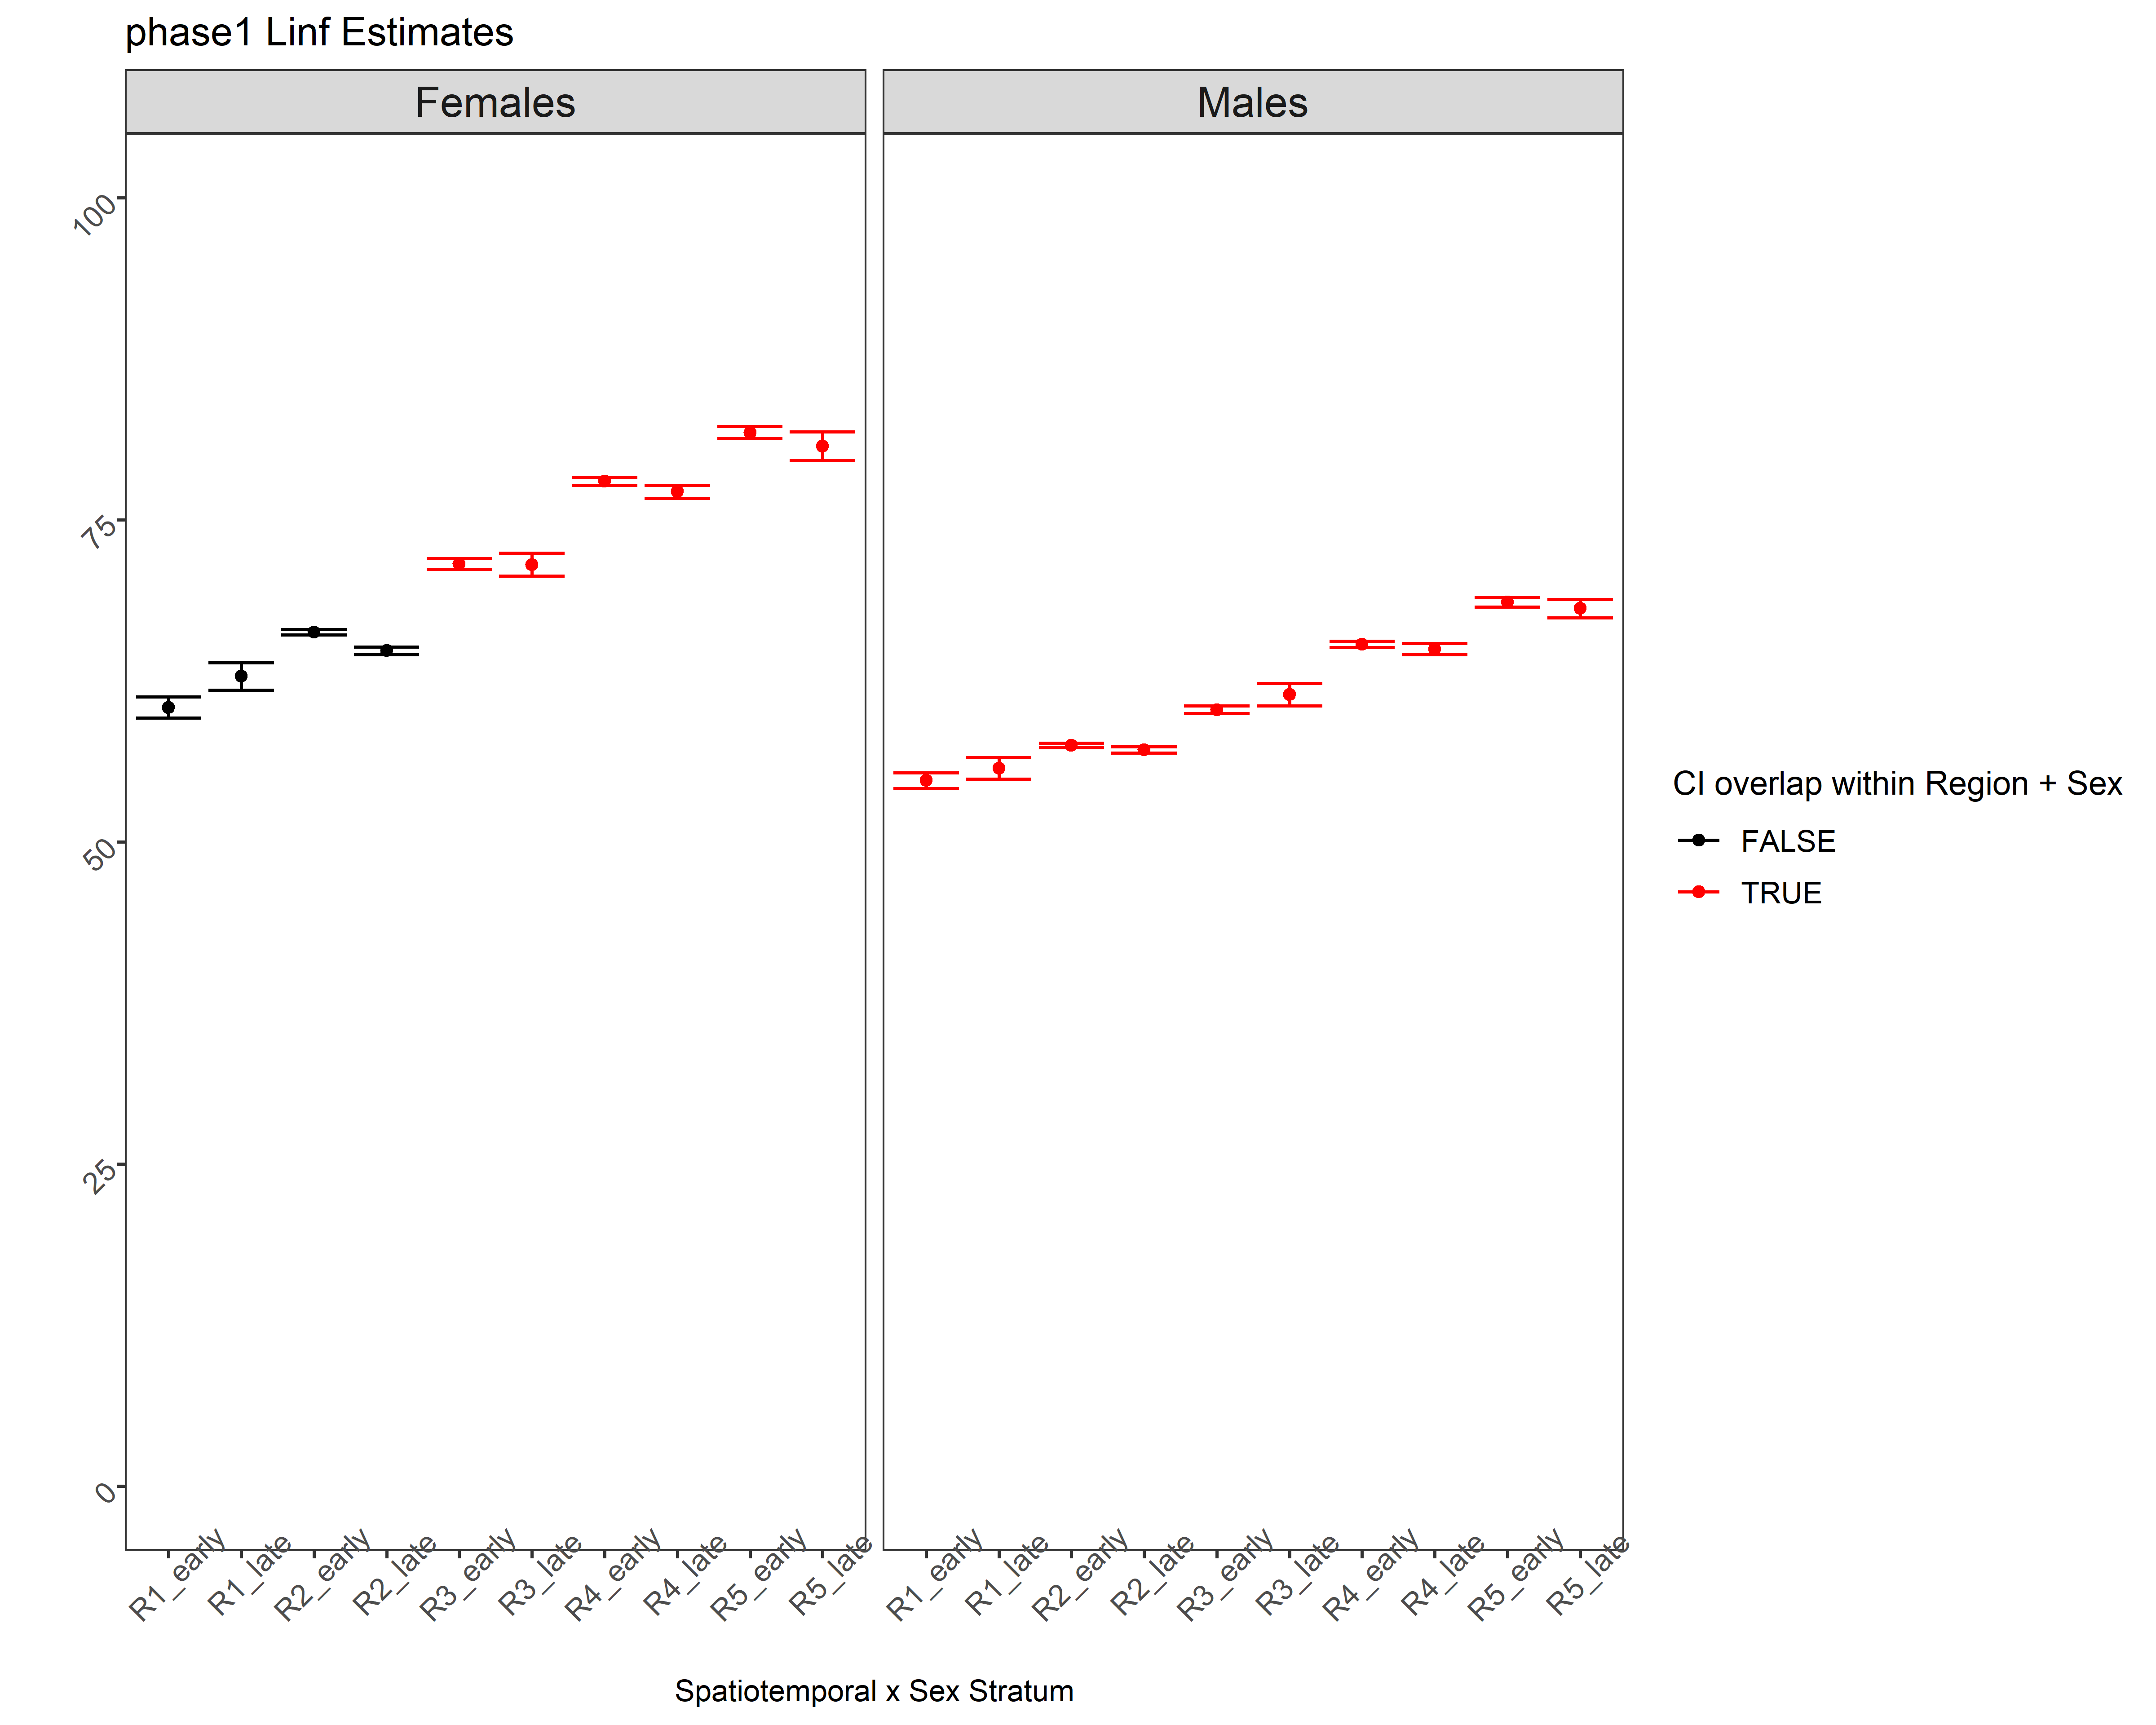 phase1 Linf Estimates
Females
Males
100
75
50
25
0
R1_early
R1_late
R2_early
R2_late
R3_early
R3_late
R4_early
R4_late
R5_early
R5_late
R1_early
R1_late
R2_early
R2_late
R3_early
R3_late
R4_early
R4_late
R5_early
R5_late
Spatiotemporal x Sex Stratum
CI overlap within Region + Sex
FALSE
TRUE